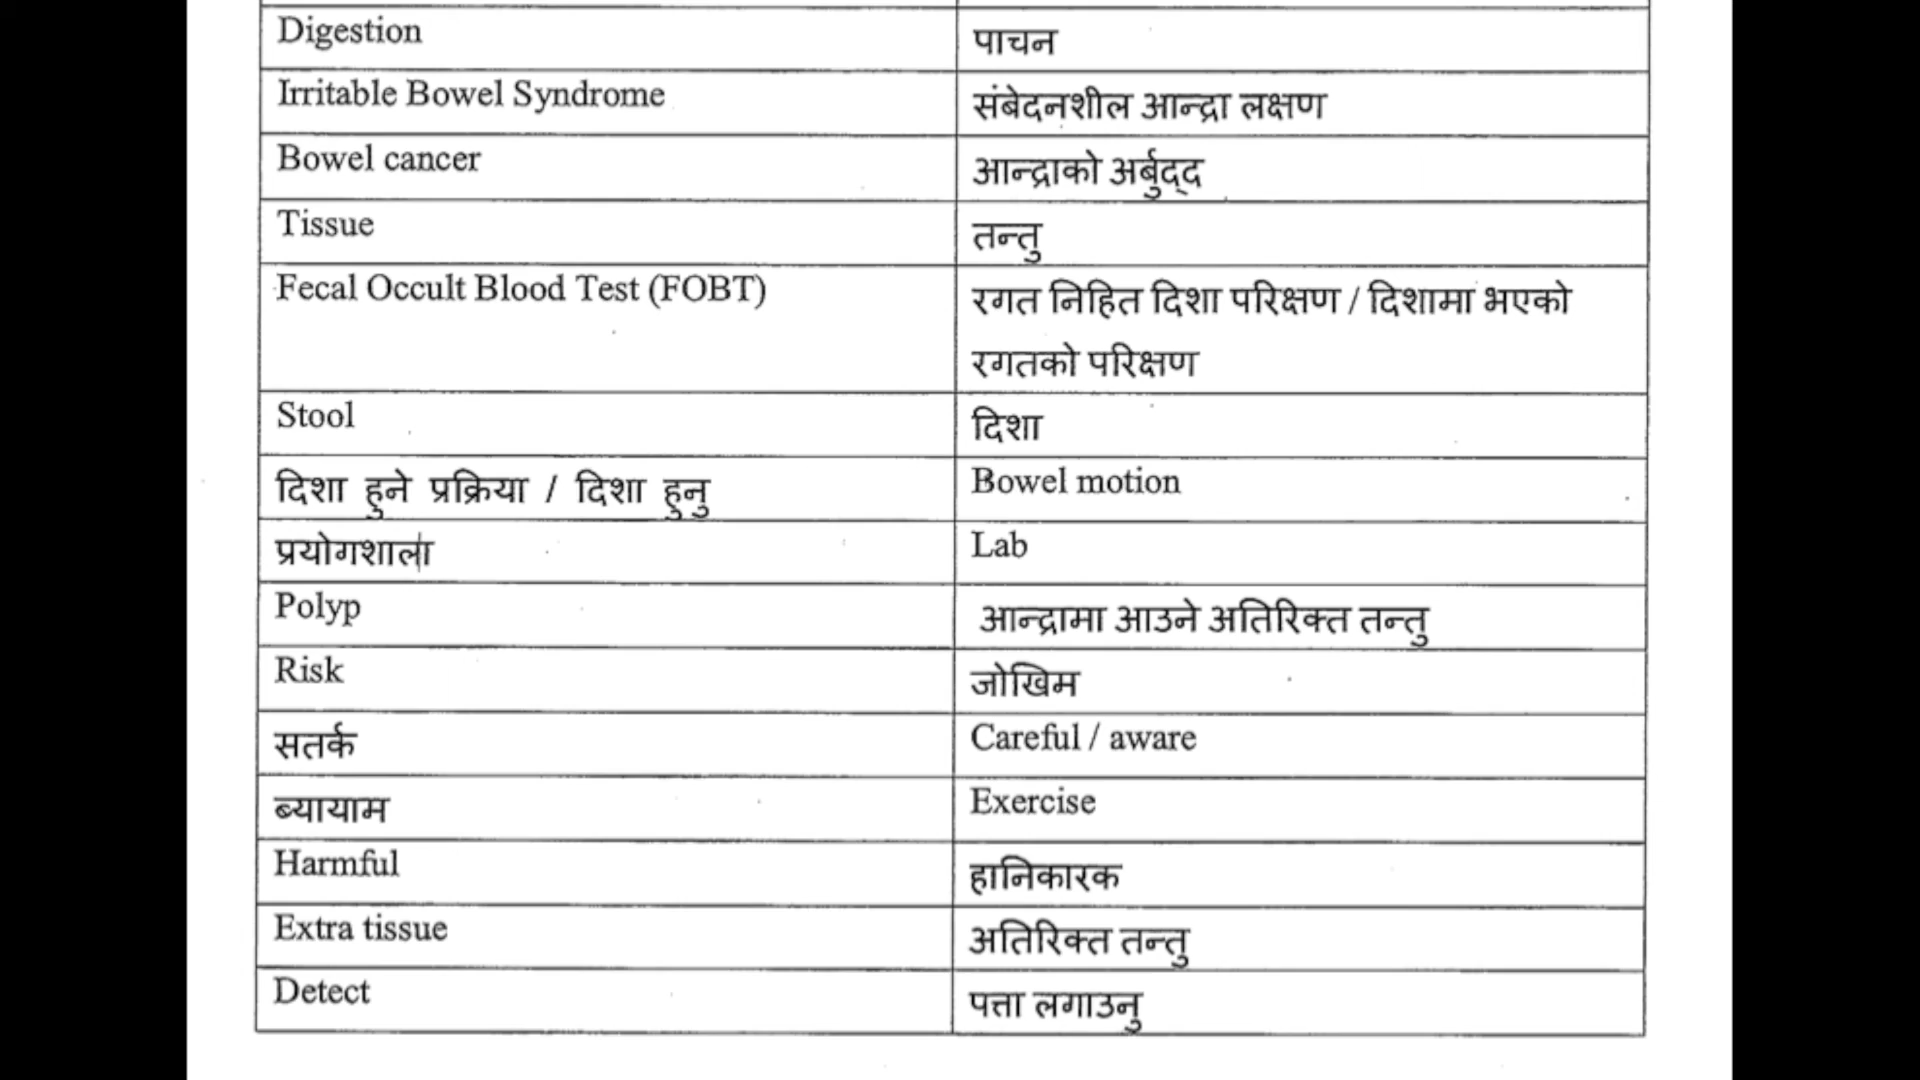 Digestion
पाचन
Irritable Bowel Syndrome
संबेदनशील आन्द्रा लक्षण
Bowel cancer
आन्द्राको अर्बुद्द
Tissue
तन्तु
Fecal Occult Blood Test (FOBT)
रगत निहित दिशा परिक्षण / दिशामा भएको
रगतको परिक्षण
Stool
दिशा
दिशा हुने प्रक्रिया / दिशा हुनु
Bowel motion
प्रयोगशाला
Lab
Polyp
आन्द्रामा आउने अतिरिक्त तन्तु
Risk
जोखिम
सतर्क
Careful / aware
ब्यायाम
Exercise
Harmful
हानिकारक
Extra tissue
अतिरिक्त तन्तु
Detect
पत्ता लगाउनु